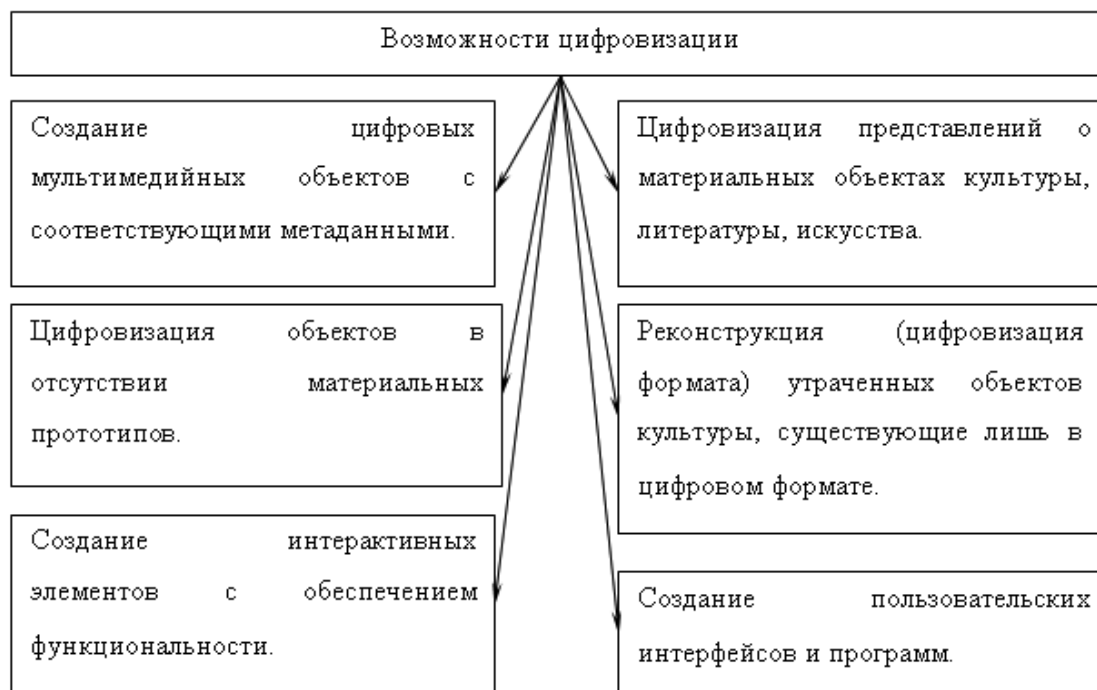 Возможности цифровизации
Создание цифровых
мультимедийных объектов с
соответствующими метаданными.
Цифровизация представлений о
материальных объектах культуры,
литературы, искусства.
Цифровизация объектов в
отсутствии материальных
прототипов.
Реконструкция (цифровизация
формата) утраченных объектов
культуры, существующие лишь в
цифровом формате.
Создание интерактивных
элементов с обеспечением
функциональности.
Создание пользовательских
интерфейсов и программ.